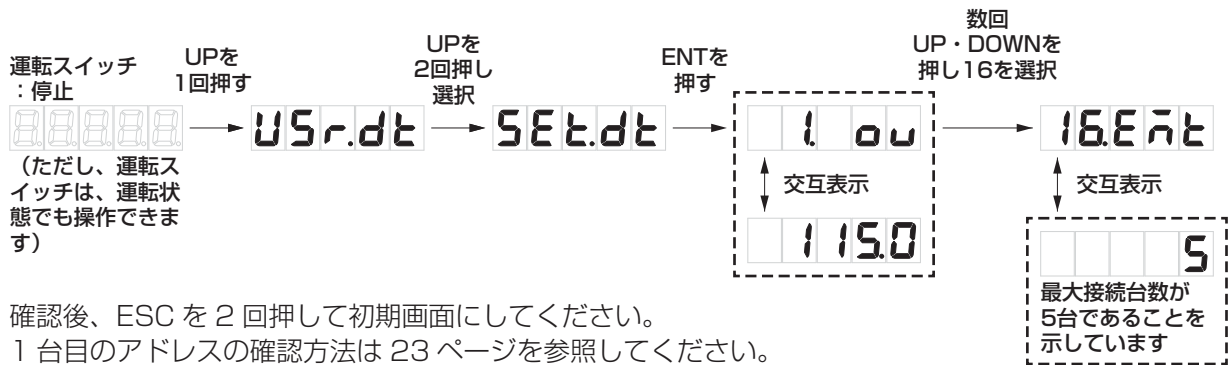 運転スイッチ
：停止
8.8.8.8.8.
（ただし、運転ス
イッチは、運転状
態でも操作できま
す）
UPを
1回押す
USr.dt
UPを
2回押し
選択
SEt.dt
ENTを
押す
1. ou
交互表示
115.0
数回
UP・DOWNを
押し16を選択
16.Emt
交互表示
5
最大接続台数が
5台であることを
示しています
確認後、ESC を 2 回押して初期画面にしてください。
1 台目のアドレスの確認方法は 23 ページを参照してください。